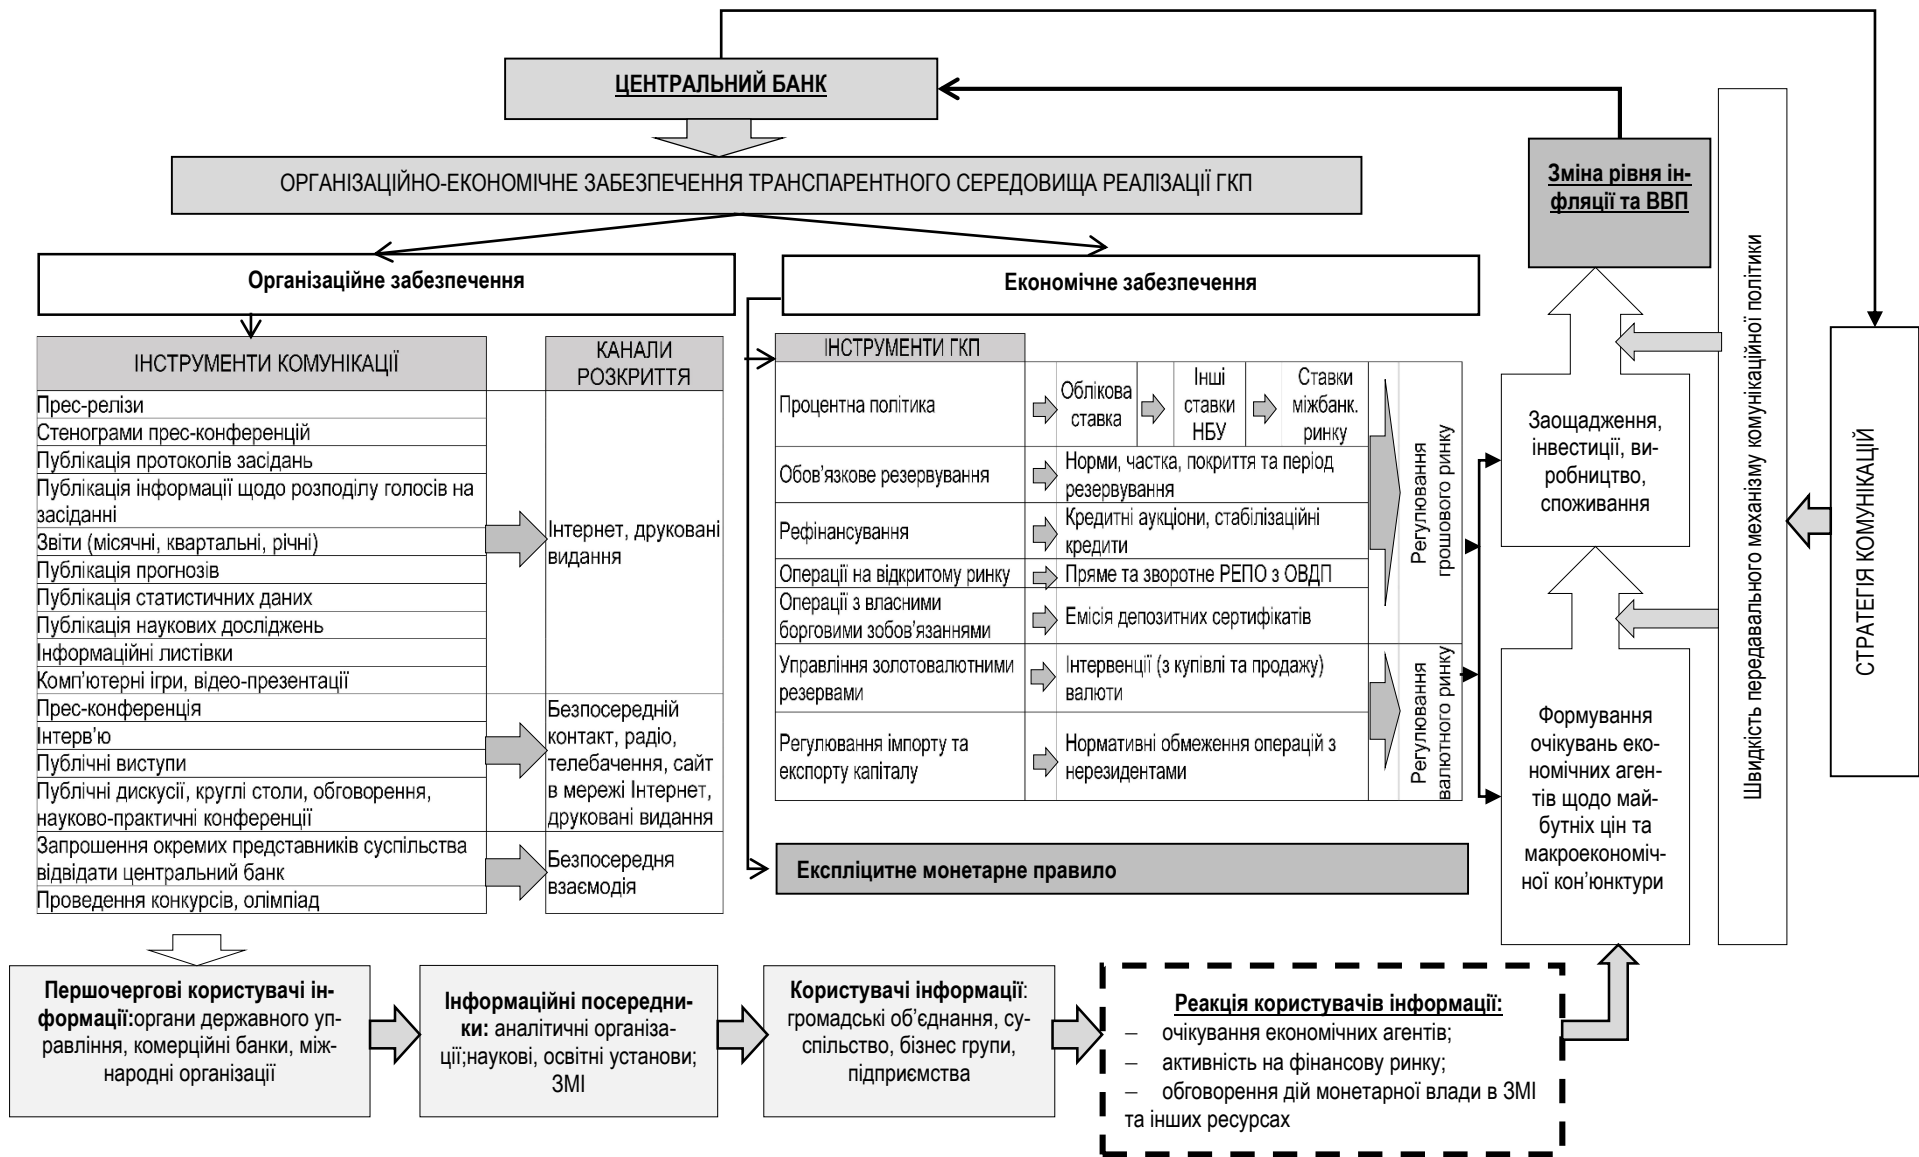 ЦЕНТРАЛЬНИЙ БАНК
ОРГАНІЗАЦІЙНО-ЕКОНОМІЧНЕ ЗАБЕЗПЕЧЕННЯ ТРАНСПАРЕНТНОГО СЕРЕДОВИЩА РЕАЛІЗАЦІЇ ГКП
Організаційне забезпечення
ІНСТРУМЕНТИ КОМУНІКАЦІЇ
КАНАЛИ
РОЗКРИТТЯ
Прес-релізи
Стенограми прес-конференцій
Публікація протоколів засідань
Публікація інформації щодо розподілу голосів на
засіданні
Звіти (місячні, квартальні, річні)
Публікація прогнозів
Публікація статистичних даних
Публікація наукових досліджень
Інформаційні листівки
Комп’ютерні ігри, відео-презентації
Інтернет, друковані
видання
Прес-конференція
Інтерв’ю
Публічні виступи
Публічні дискусії, круглі столи, обговорення,
науково-практичні конференції
Безпосередній
контакт, радіо,
телебачення, сайт
в мережі Інтернет,
друковані видання
Запрошення окремих представників суспільства
відвідати центральний банк
Проведення конкурсів, олімпіад
Безпосередня
взаємодія
Економічне забезпечення
ІНСТРУМЕНТИ ГКП
Процентна політика
Облікова
ставка
Інші
ставки
НБУ
Ставки
міжбанк.
ринку
Обов’язкове резервування
Норми, частка, покриття та період
резервування
Рефінансування
Кредитні аукціони, стабілізаційні
кредити
Операції на відкритому ринку
Пряме та зворотне РЕПО з ОВДП
Операції з власними
борговими зобов’язаннями
Емісія депозитних сертифікатів
Управління золотовалютними
резервами
Інтервенції (з купівлі та продажу)
валюти
Регулювання імпорту та
експорту капіталу
Нормативні обмеження операцій з
нерезидентами
Регулювання
грошового ринку
Регулювання
валютного ринку
Експліцитне монетарне правило
Зміна рівня ін-
фляції та ВВП
Заощадження,
інвестиції, ви-
робництво,
споживання
Формування
очікувань еко-
номічних аген-
тів щодо май-
бутніх цін та
макроекономіч-
ної кон’юнктури
Швидкість передавального механізму комунікаційної політики
СТРАТЕГІЯ КОМУНІКАЦІЙ
Першочергові користувачі ін-
формації:органи державного уп-
равління, комерційні банки, між-
народні організації
Інформаційні посередни-
ки: аналітичні організа-
ції;наукові, освітні установи;
ЗМІ
Користувачі інформації:
громадські об’єднання, су-
спільство, бізнес групи,
підприємства
Реакція користувачів інформації:
– очікування економічних агентів;
– активність на фінансову ринку;
– обговорення дій монетарної влади в ЗМІ
та інших ресурсах